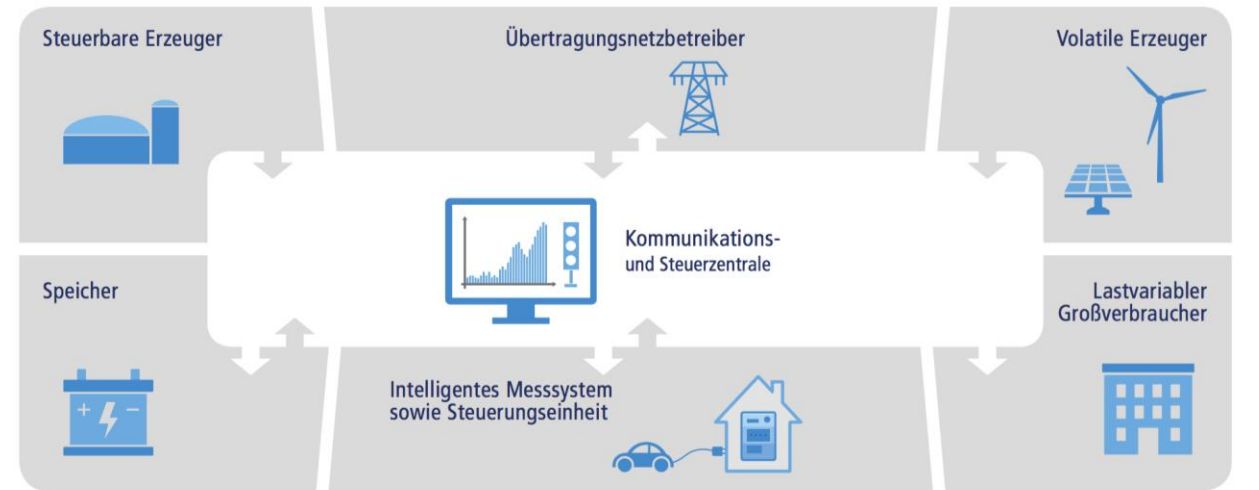 Steuerbare Erzeuger
Übertragungsnetzbetreiber
Volatile Erzeuger
Kommunikations-
und Steuerzentrale
Speicher
Lastvariabler
Großverbraucher
Intelligentes Messsystem
sowie Steuerungseinheit